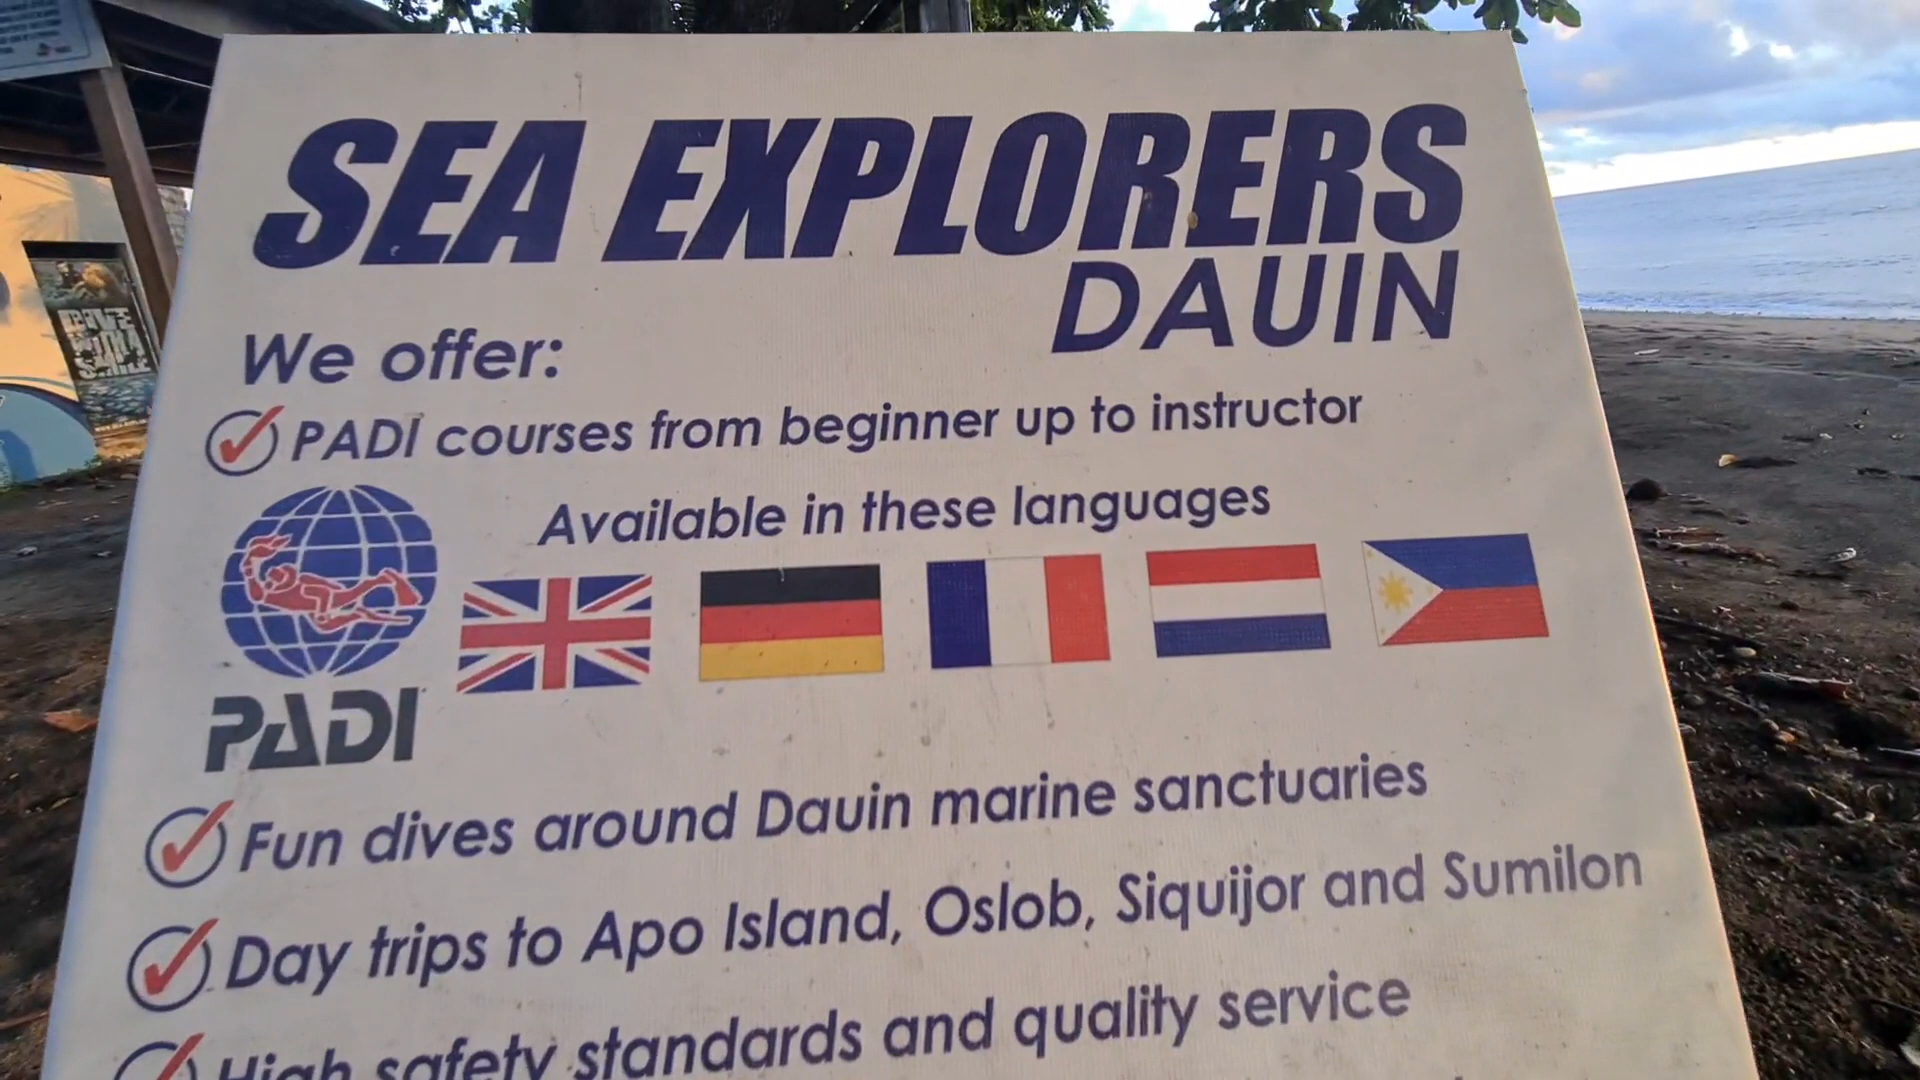 SEA EXPLORERS
DAUIN
We offer:
PADI courses from beginner up to instructor
Available in these languages
PADI
Fun dives around Dauin marine sanctuaries
Day trips to Apo Island, Oslob, Siquijor and Sumilon
High safety standards and quality service